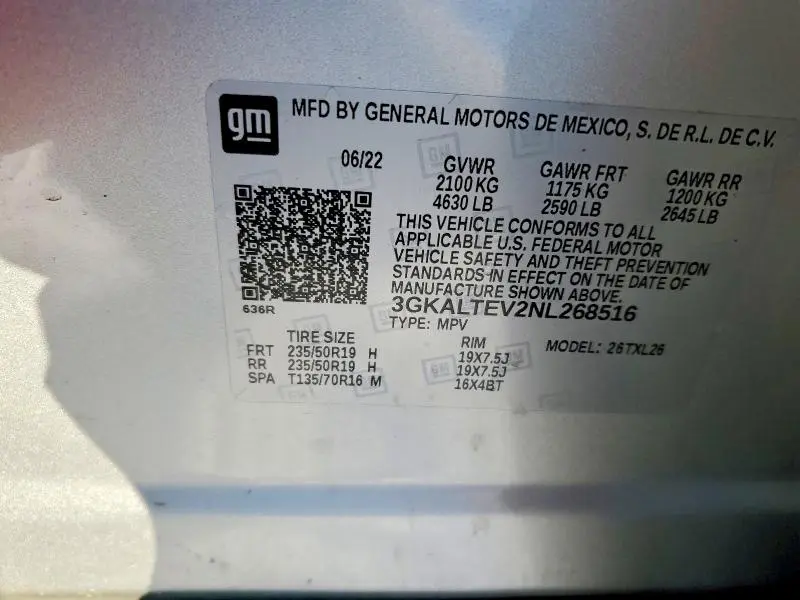 gm MFD BY GENERAL MOTORS DE MEXICO, S. DE R.L. DE C.V.
06/22 GVWR GAWR FRT GAWR RR
2100 KG 1175 KG 1200 KG
4630 LB 2590 LB 2645 LB
THIS VEHICLE CONFORMS TO ALL
APPLICABLE U.S. FEDERAL MOTOR
VEHICLE SAFETY AND THEFT PREVENTION
STANDARDS IN EFFECT ON THE DATE OF
MANUFACTURE SHOWN ABOVE.
636R 3GKALTEV2NL268516
TYPE: MPV
TIRE SIZE RIM MODEL: 26TXL26
FRT 235/50R19 H 19X7.5J
RR 235/50R19 H 19X7.5J
SPA T135/70R16 M 16X4BT